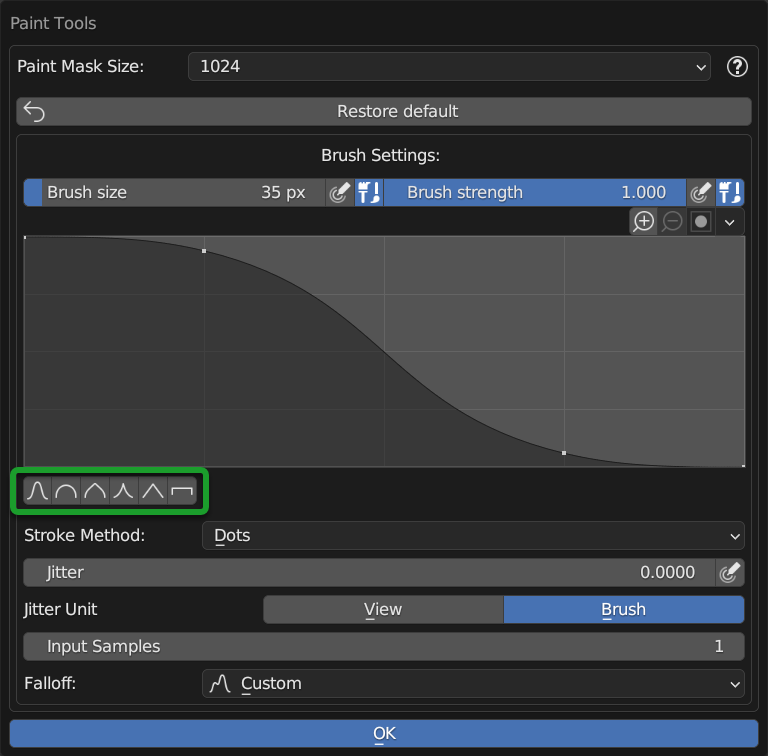 Paint Tools
Paint Mask Size: 1024
Restore default
Brush Settings:
Brush size 35 px Brush strength 1.000
Stroke Method: Dots
Jitter 0.0000
Jitter Unit View Brush
Input Samples 1
Falloff: Custom
OK